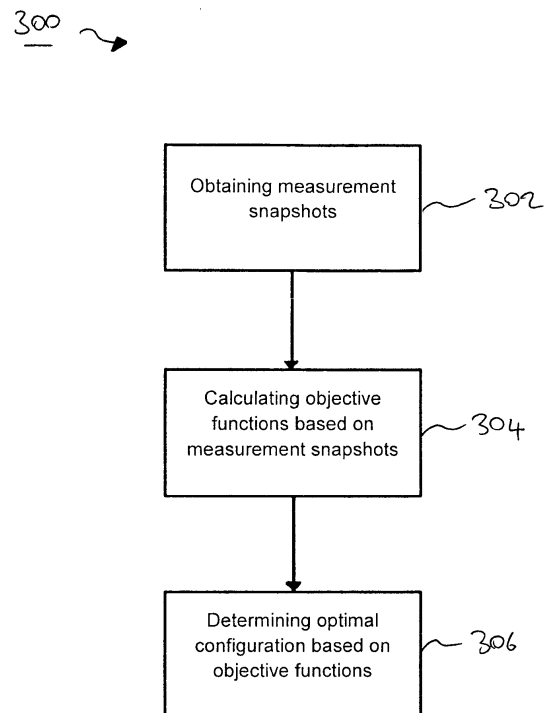 300
Obtaining measurement
snapshots
302
Calculating objective
functions based on
measurement snapshots
304
Determining optimal
configuration based on
objective functions
306